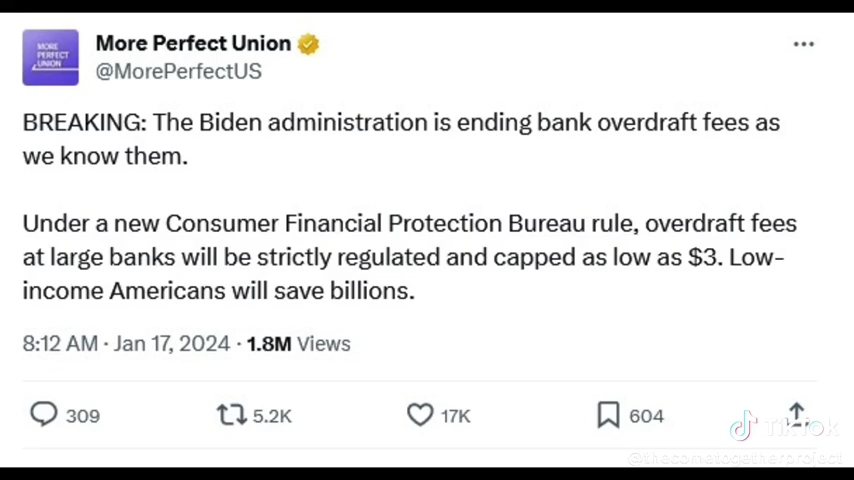 MORE
PERFECT
UNION
More Perfect Union
@MorePerfectUS
BREAKING: The Biden administration is ending bank overdraft fees as
we know them.
Under a new Consumer Financial Protection Bureau rule, overdraft fees
at large banks will be strictly regulated and capped as low as $3. Low-
income Americans will save billions.
8:12 AM · Jan 17, 2024 · 1.8M Views
309 5.2K 17K 604
TikTok
@thecometogetherproject